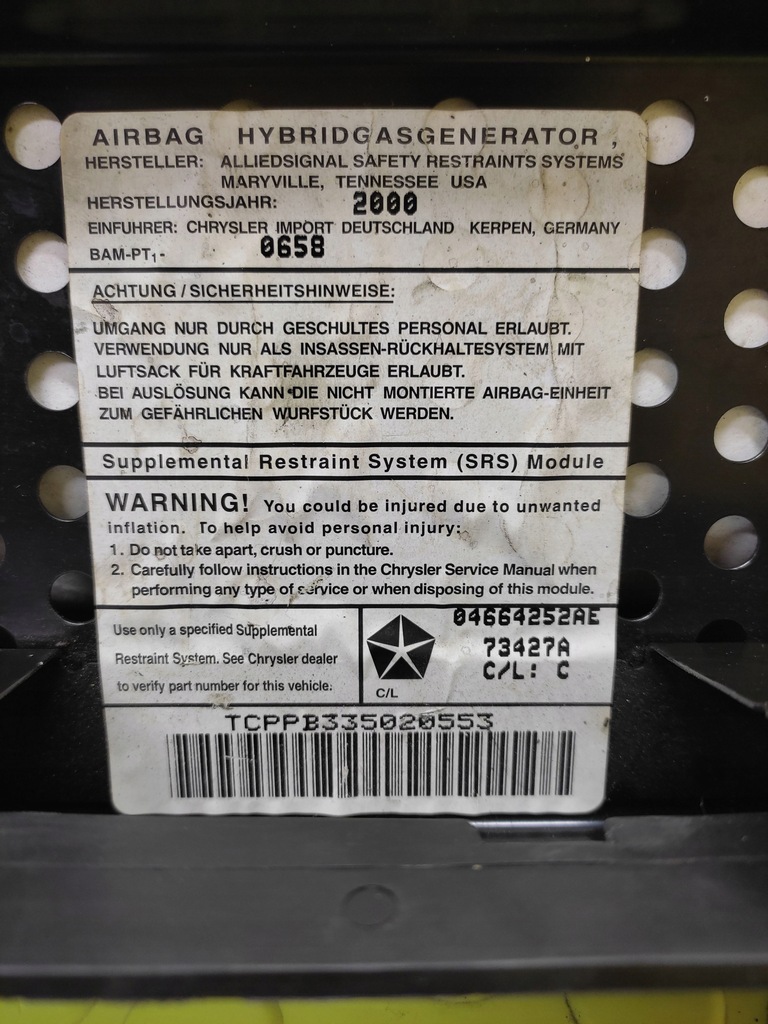 AIRBAG HYBRIDGASGENERATOR,
HERSTELLER: ALLIEDSIGNAL SAFETY RESTRAINTS SYSTEMS
MARYVILLE, TENNESSEE USA
HERSTELLUNGSJAHR: 2000
EINFUHRER: CHRYSLER IMPORT DEUTSCHLAND KERPEN, GERMANY
BAM-PT₁- 0658
ACHTUNG / SICHERHEITSHINWEISE:
UMGANG NUR DURCH GESCHULTES PERSONAL ERLAUBT.
VERWENDUNG NUR ALS INSASSEN-RÜCKHALTESYSTEM MIT
LUFTSACK FÜR KRAFTFAHRZEUGE ERLAUBT.
BEI AUSLÖSUNG KANN DIE NICHT MONTIERTE AIRBAG-EINHEIT
ZUM GEFÄHRLICHEN WURFSTÜCK WERDEN.
Supplemental Restraint System (SRS) Module
WARNING! You could be injured due to unwanted
inflation. To help avoid personal injury:
1. Do not take apart, crush or puncture.
2. Carefully follow instructions in the Chrysler Service Manual when
performing any type of service or when disposing of this module.
Use only a specified Supplemental
Restraint System. See Chrysler dealer
to verify part number for this vehicle.
C/L
04664252AE
73427A
C/L: C
TCPPB335020553